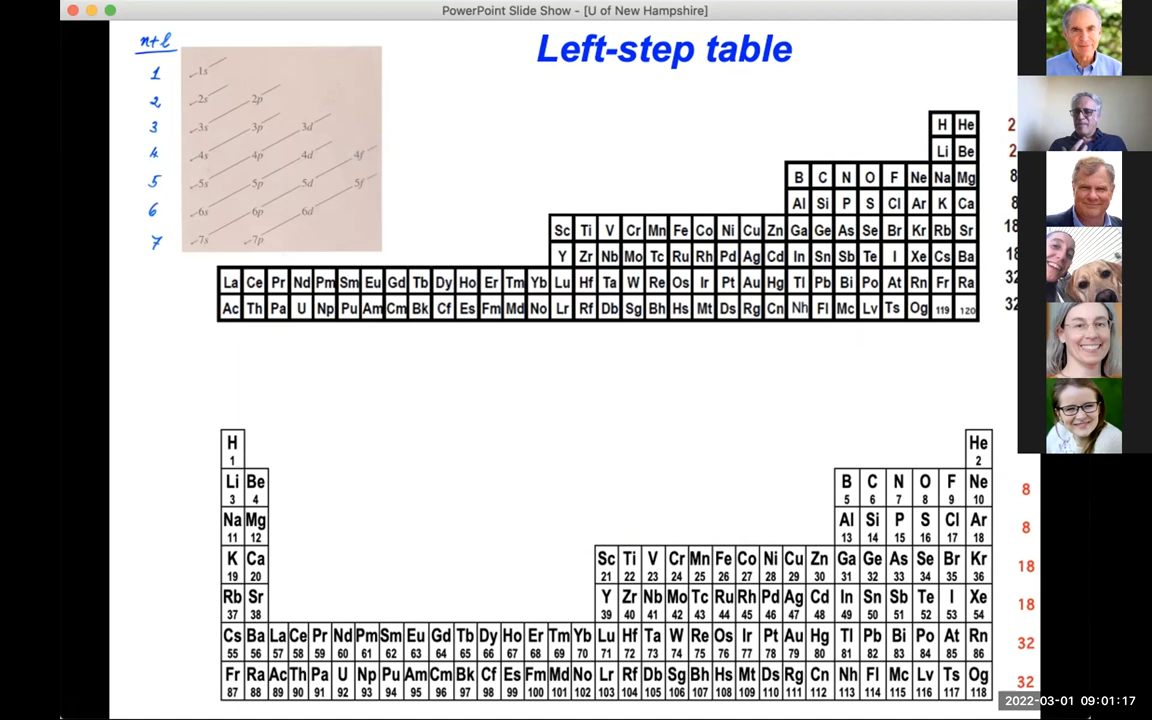 PowerPoint Slide Show - [U of New Hampshire]
Left-step table
n+l
1 1s
2 2s 2p
3 3s 3p 3d
4 4s 4p 4d 4f
5 5s 5p 5d 5f
6 6s 6p 6d
7 7s 7p
H He 2
Li Be 2
B C N O F Ne Na Mg 8
Al Si P S Cl Ar K Ca 8
Sc Ti V Cr Mn Fe Co Ni Cu Zn Ga Ge As Se Br Kr Rb Sr 18
Y Zr Nb Mo Tc Ru Rh Pd Ag Cd In Sn Sb Te I Xe Cs Ba 18
La Ce Pr Nd Pm Sm Eu Gd Tb Dy Ho Er Tm Yb Lu Hf Ta W Re Os Ir Pt Au Hg Tl Pb Bi Po At Rn Fr Ra 32
Ac Th Pa U Np Pu Am Cm Bk Cf Es Fm Md No Lr Rf Db Sg Bh Hs Mt Ds Rg Cn Nh Fl Mc Lv Ts Og 119 120 32
H He
1 2
Li Be B C N O F Ne 8
3 4 5 6 7 8 9 10
Na Mg Al Si P S Cl Ar 8
11 12 13 14 15 16 17 18
K Ca Sc Ti V Cr Mn Fe Co Ni Cu Zn Ga Ge As Se Br Kr 18
19 20 21 22 23 24 25 26 27 28 29 30 31 32 33 34 35 36
Rb Sr Y Zr Nb Mo Tc Ru Rh Pd Ag Cd In Sn Sb Te I Xe 18
37 38 39 40 41 42 43 44 45 46 47 48 49 50 51 52 53 54
Cs Ba La Ce Pr Nd Pm Sm Eu Gd Tb Dy Ho Er Tm Yb Lu Hf Ta W Re Os Ir Pt Au Hg Tl Pb Bi Po At Rn 32
55 56 57 58 59 60 61 62 63 64 65 66 67 68 69 70 71 72 73 74 75 76 77 78 79 80 81 82 83 84 85 86
Fr Ra Ac Th Pa U Np Pu Am Cm Bk Cf Es Fm Md No Lr Rf Db Sg Bh Hs Mt Ds Rg Cn Nh Fl Mc Lv Ts Og 32
87 88 89 90 91 92 93 94 95 96 97 98 99 100 101 102 103 104 105 106 107 108 109 110 111 112 113 114 115 116 117 118
2022-03-01 09:01:17